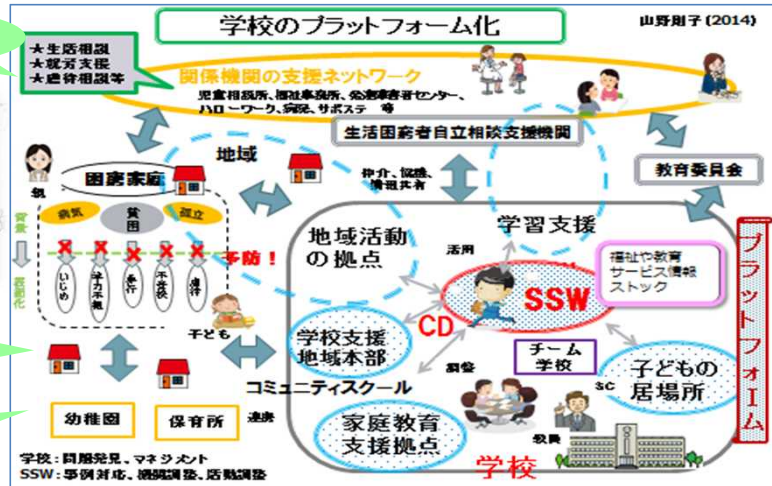 学校のプラットフォーム化
山野則子(2014)
★生活相談
★就労支援
★虐待相談等
関係機関の支援ネットワーク
児童相談所、福祉事務所、発達障害者センター、
ハローワーク、病院、サポステ 等
生活困窮者自立相談支援機関
地域
仲介、協働、
情報共有
教育委員会
親
困窮家庭
病気
貧困
孤立
背景
表面化
予防!
いじめ
学力不振
非行
不登校
虐待
子ども
地域活動
の拠点
活用
学習支援
福祉や教育
サービス情報
ストック
SSW
CD
プラットフォーム
学校支援
地域本部
チーム
学校
調整
SC
子どもの
居場所
コミュニティスクール
幼稚園
保育所
連携
家庭教育
支援拠点
教員
学校
学校:問題発見、マネジメント
SSW:事例対応、機関調整、活動調整